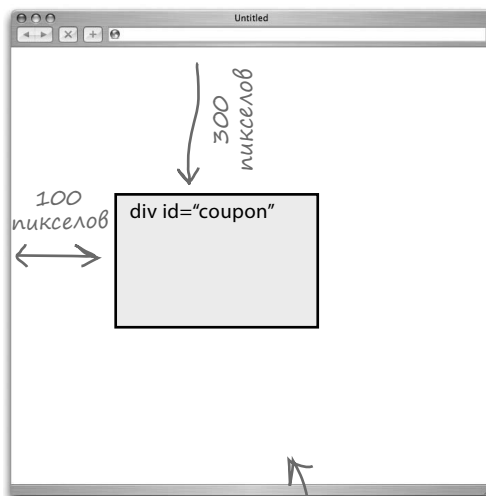 Untitled
300
пикселов
100
пикселов
div id=“coupon”